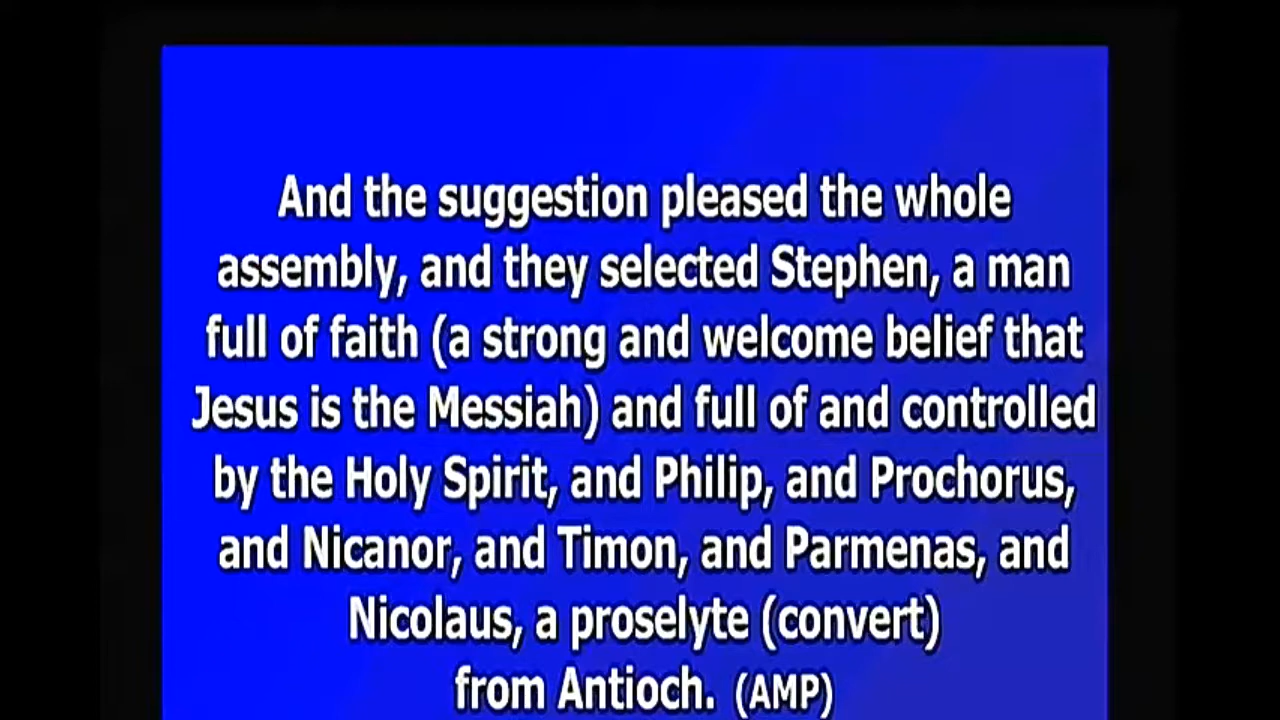 And the suggestion pleased the whole
assembly, and they selected Stephen, a man
full of faith (a strong and welcome belief that
Jesus is the Messiah) and full of and controlled
by the Holy Spirit, and Philip, and Prochorus,
and Nicanor, and Timon, and Parmenas, and
Nicolaus, a proselyte (convert)
from Antioch. (AMP)